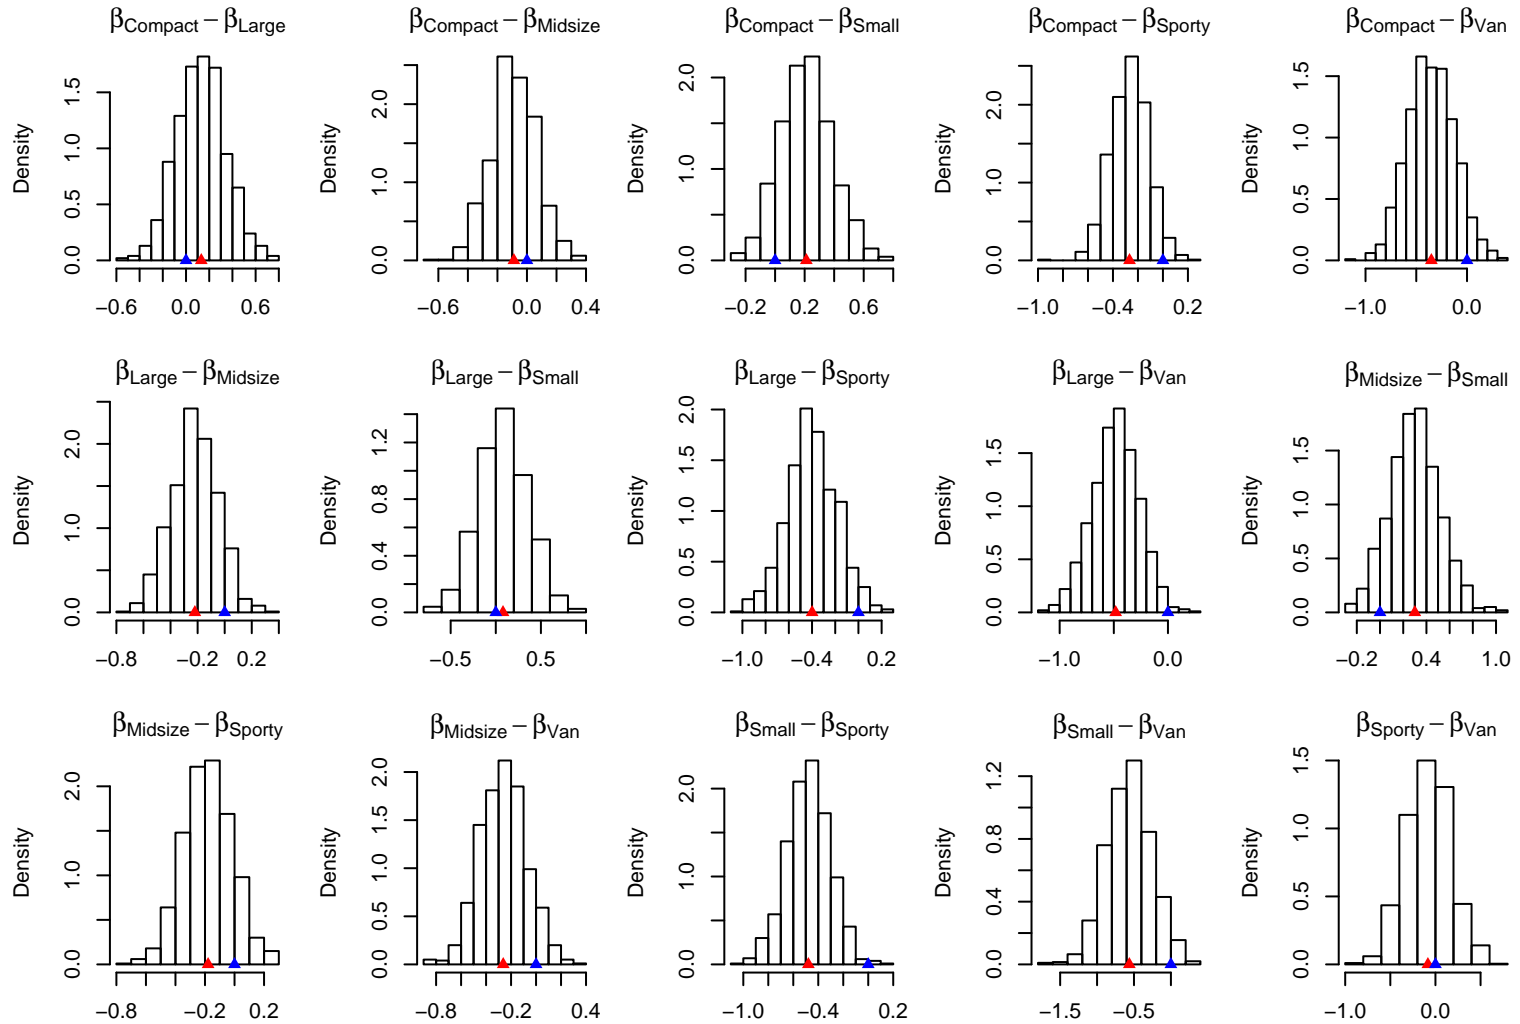 βCompact − βLarge
Density
0.0 0.5 1.0 1.5
−0.6 0.0 0.6
βCompact − βMidsize
Density
0.0 1.0 2.0
−0.6 0.0 0.4
βCompact − βSmall
Density
0.0 1.0 2.0
−0.2 0.2 0.6
βCompact − βSporty
Density
0.0 1.0 2.0
−1.0 −0.4 0.2
βCompact − βVan
Density
0.0 0.5 1.0 1.5
−1.0 0.0
βLarge − βMidsize
Density
0.0 1.0 2.0
−0.8 −0.2 0.2
βLarge − βSmall
Density
0.0 0.4 0.8 1.2
−0.5 0.5
βLarge − βSporty
Density
0.0 0.5 1.0 1.5 2.0
−1.0 −0.4 0.2
βLarge − βVan
Density
0.0 0.5 1.0 1.5
−1.0 0.0
βMidsize − βSmall
Density
0.0 0.5 1.0 1.5
−0.2 0.4 1.0
βMidsize − βSporty
Density
0.0 1.0 2.0
−0.8 −0.2 0.2
βMidsize − βVan
Density
0.0 0.5 1.0 1.5 2.0
−0.8 −0.2 0.4
βSmall − βSporty
Density
0.0 1.0 2.0
−1.0 −0.4 0.2
βSmall − βVan
Density
0.0 0.4 0.8 1.2
−1.5 −0.5
βSporty − βVan
Density
0.0 0.5 1.0 1.5
−1.0 0.0